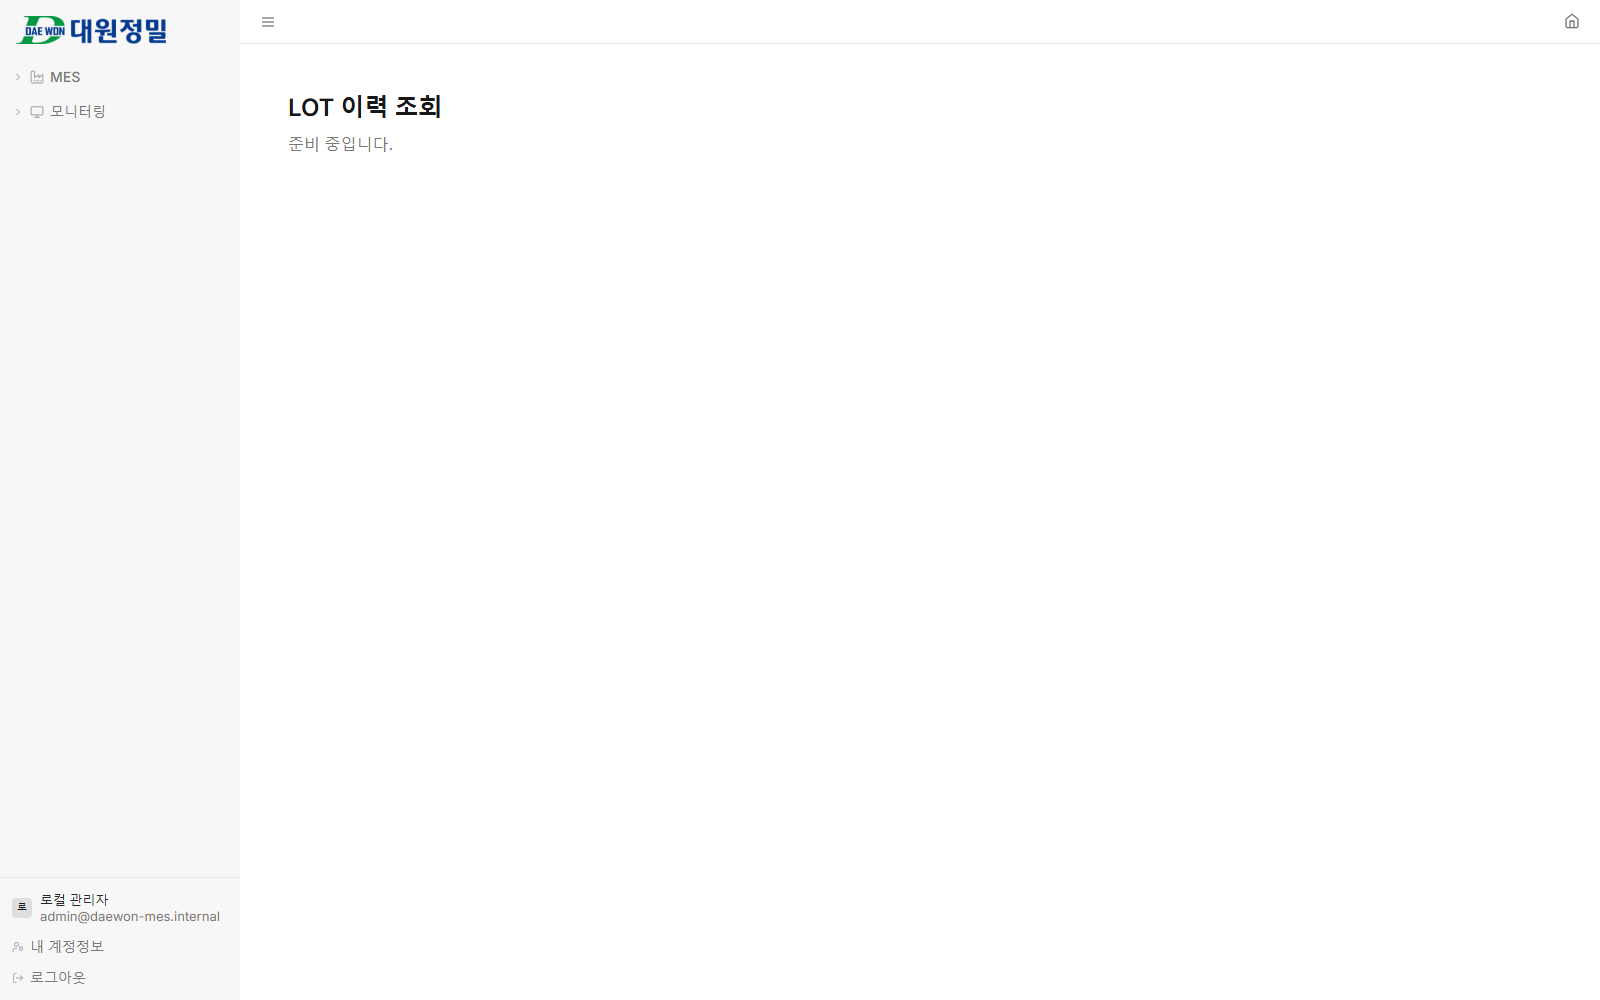 DAE WON 대원정밀
MES
모니터링
LOT 이력 조회
준비 중입니다.
로
로컬 관리자
admin@daewon-mes.internal
내 계정정보
로그아웃